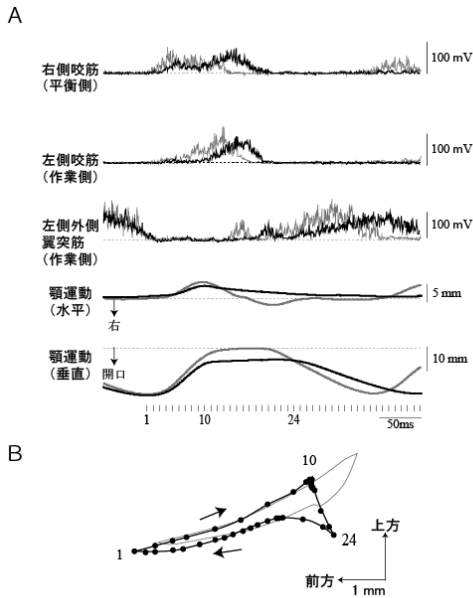 A
右側咬筋
(平衡側)
100 mV
左側咬筋
(作業側)
100 mV
左側外側
翼突筋
(作業側)
100 mV
顎運動
(水平)
右
5 mm
顎運動
(垂直)
開口
10 mm
1 10 24
50ms
B
10
1
24
上方
前方
1 mm